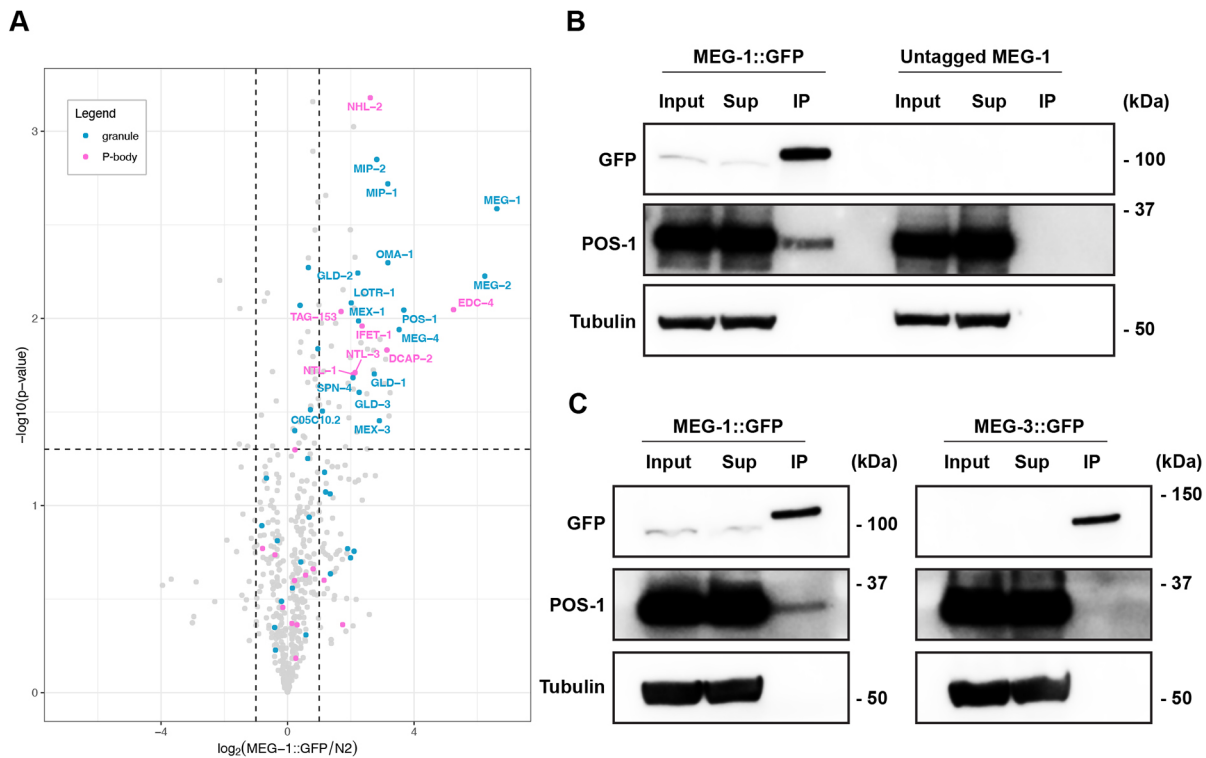 A
Legend
granule
P-body
NHL-2
MIP-2
MIP-1
MEG-1
OMA-1
GLD-2
MEG-2
LOTR-1
EDC-4
TAG-153
MEX-1
POS-1
IFET-1
MEG-4
NTL-3
DCAP-2
NTL-1
GLD-1
SPN-4
GLD-3
C05C10.2
MEX-3
3
2
1
0
-log10(p-value)
-4
0
4
log2(MEG-1::GFP/N2)
B
MEG-1::GFP
Untagged MEG-1
Input Sup IP Input Sup IP (kDa)
GFP
- 100
- 37
POS-1
Tubulin
- 50
C
MEG-1::GFP
MEG-3::GFP
Input Sup IP (kDa) Input Sup IP (kDa)
- 150
GFP
- 100
- 37
- 37
POS-1
Tubulin
- 50
- 50